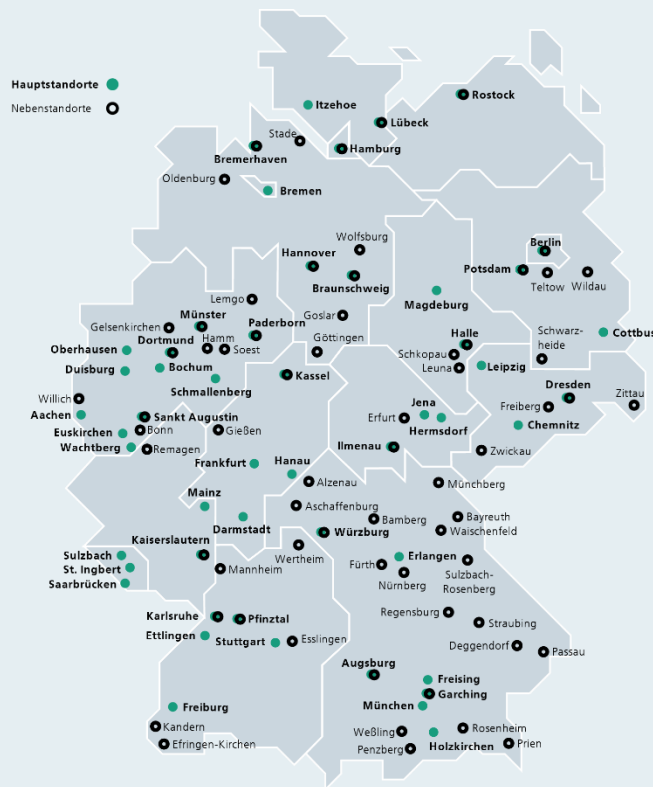 Hauptstandorte
Nebenstandorte
Itzehoe
Rostock
Lübeck
Stade
Hamburg
Bremerhaven
Oldenburg
Bremen
Wolfsburg
Hannover
Braunschweig
Berlin
Potsdam
Teltow
Wildau
Magdeburg
Lemgo
Goslar
Münster
Paderborn
Gelsenkirchen
Hamm
Dortmund
Soest
Göttingen
Halle
Schwarz-
heide
Cottbus
Oberhausen
Schkopau
Leuna
Leipzig
Duisburg
Bochum
Schmallenberg
Kassel
Dresden
Zittau
Willich
Aachen
Sankt Augustin
Jena
Erfurt
Hermsdorf
Freiberg
Chemnitz
Euskirchen
Bonn
Gießen
Wachtberg
Remagen
Ilmenau
Zwickau
Frankfurt
Hanau
Alzenau
Münchberg
Mainz
Aschaffenburg
Darmstadt
Bamberg
Bayreuth
Waischenfeld
Kaiserslautern
Würzburg
Wertheim
Sulzbach
St. Ingbert
Saarbrücken
Mannheim
Fürth
Erlangen
Nürnberg
Sulzbach-
Rosenberg
Karlsruhe
Pfinztal
Regensburg
Straubing
Ettlingen
Stuttgart
Esslingen
Deggendorf
Passau
Augsburg
Freising
Garching
München
Freiburg
Kandern
Efringen-Kirchen
Weßling
Penzberg
Holzkirchen
Rosenheim
Prien